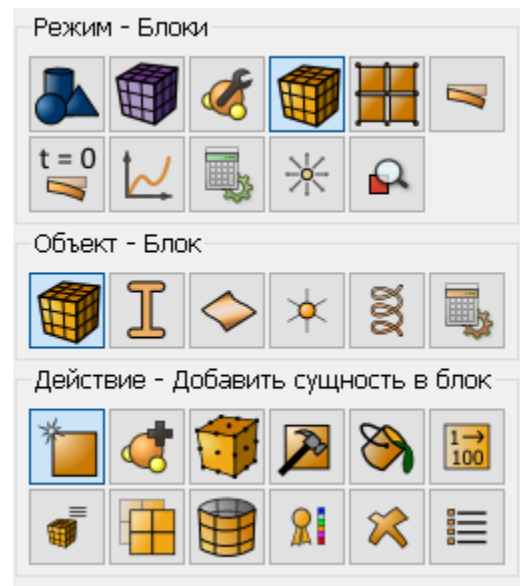 Режим - Блоки
t = 0
Объект - Блок
Действие - Добавить сущность в блок
1→
100